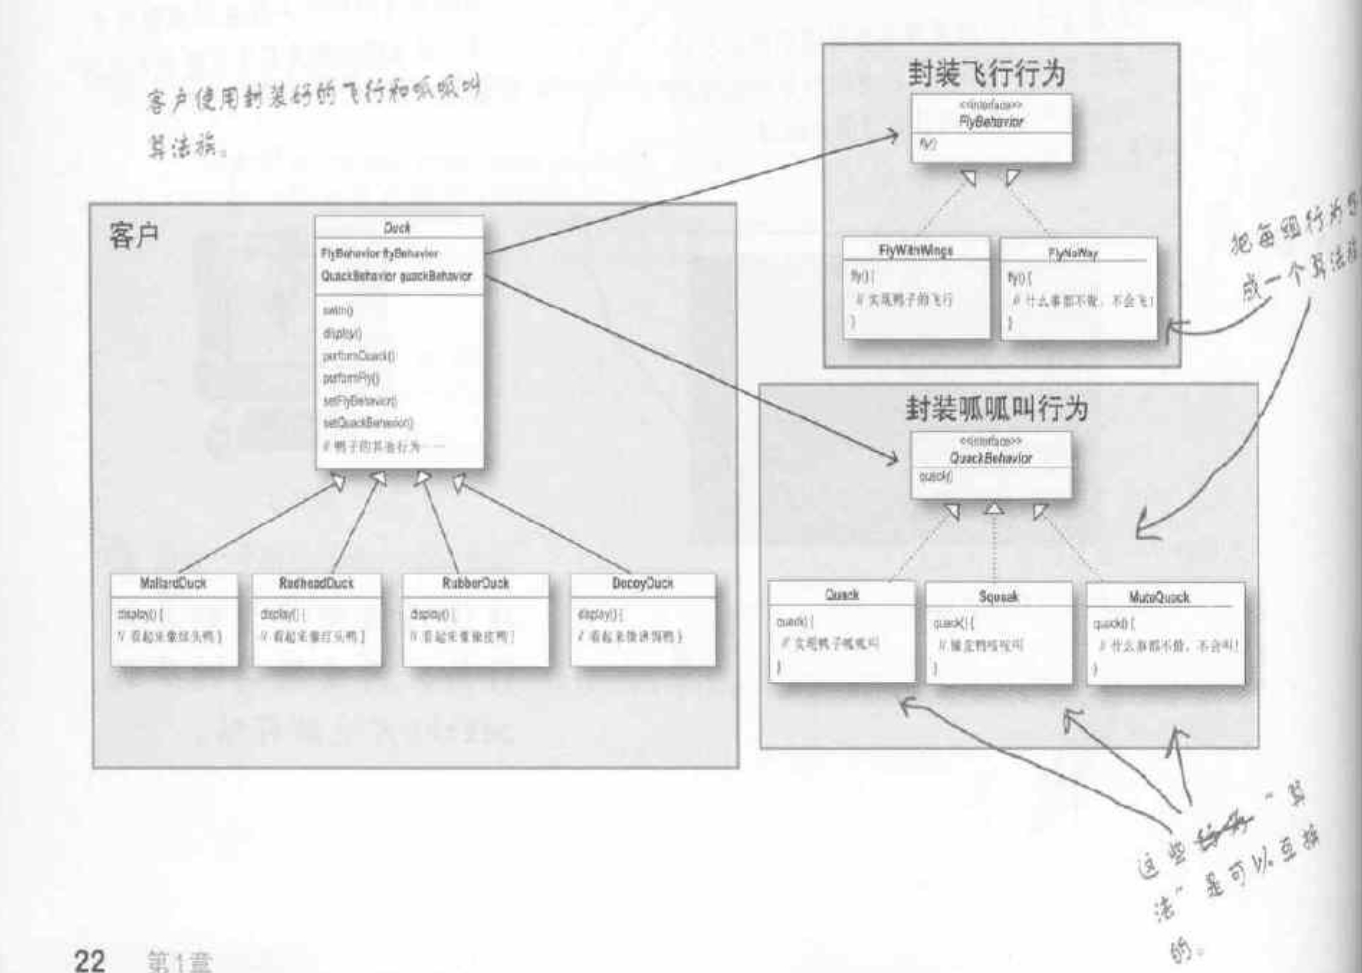 客户使用封装好的飞行和呱呱叫
算法族。
封装飞行行为
<<interface>>
FlyBehavior
fly()
FlyWithWings
fly() {
// 实现鸭子的飞行
}
FlyNoWay
fly() {
// 什么事都不做，不会飞！
}
把每组行为
成一个算法族
客户
Duck
FlyBehavior flyBehavior
QuackBehavior quackBehavior
swim()
display()
performQuack()
performFly()
setFlyBehavior()
setQuackBehavior()
// 鸭子的其他行为……
MallardDuck
display() {
// 看起来像绿头鸭 }
RedheadDuck
display() {
// 看起来像红头鸭 }
RubberDuck
display() {
// 看起来像橡皮鸭 }
DecoyDuck
display() {
// 看起来像诱饵鸭 }
封装呱呱叫行为
<<interface>>
QuackBehavior
quack()
Quack
quack() {
// 实现鸭子呱呱叫
}
Squeak
quack() {
// 橡皮鸭吱吱叫
}
MuteQuack
quack() {
// 什么事都不做，不会叫！
}
这些行为“算
法”是可以互换
的。
22 第1章